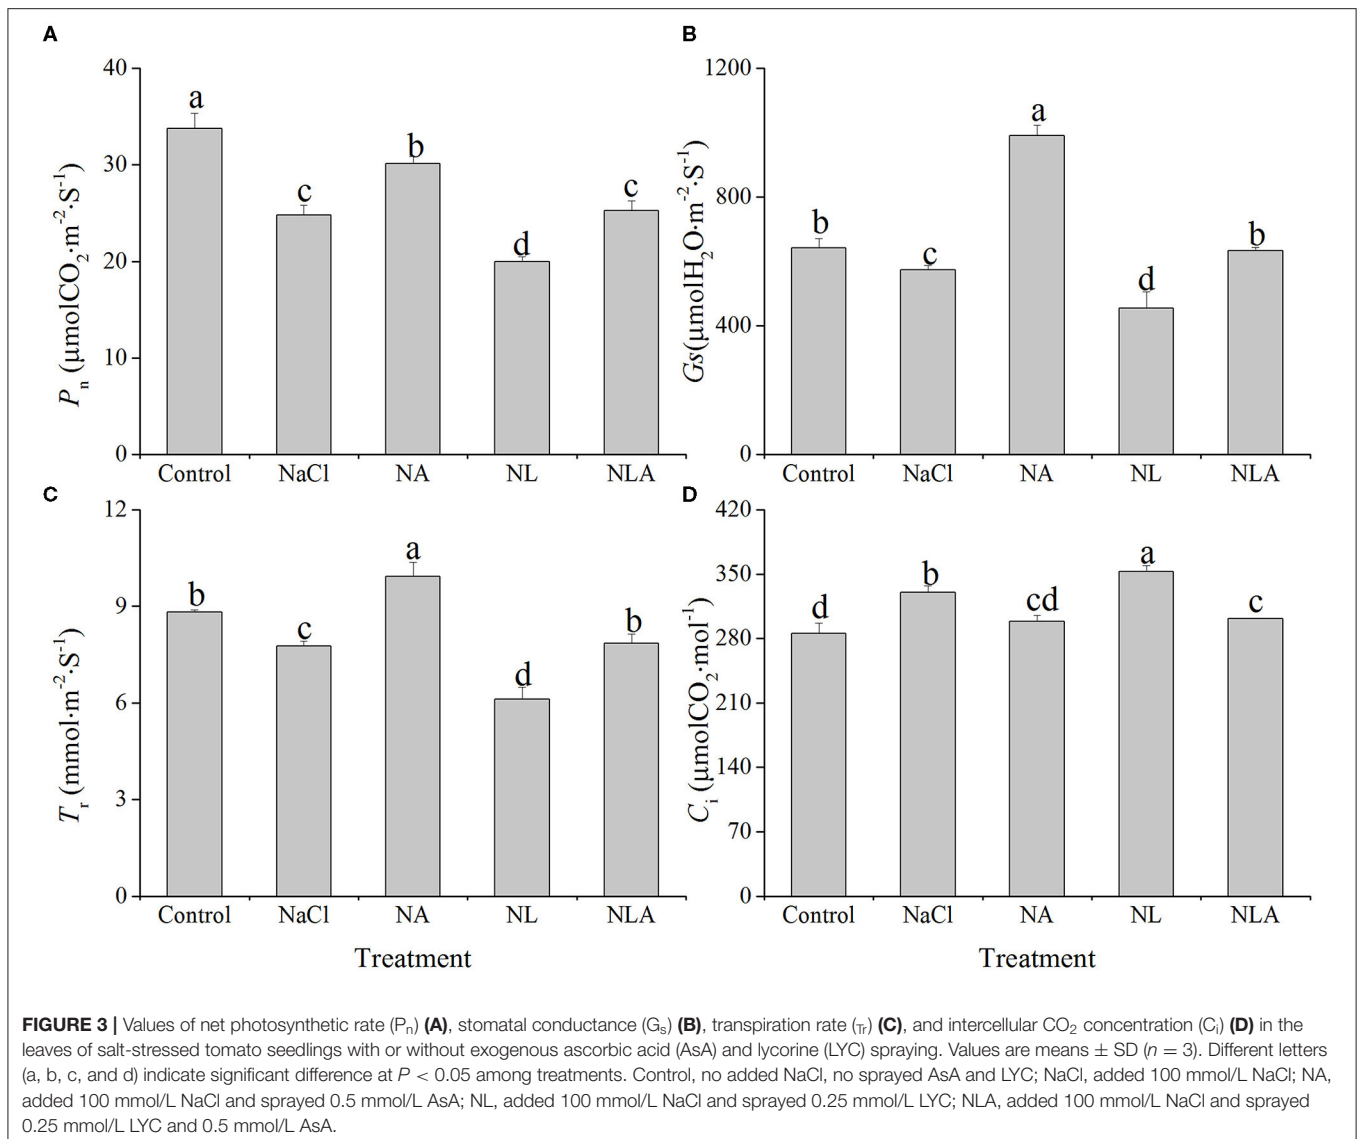 A
40
30
20
10
0
Pn (μmolCO2·m-2·S-1)
a
c
b
d
c
Control NaCl NA NL NLA
B
1200
800
400
0
Gs(μmolH2O·m-2·S-1)
b
c
a
d
b
Control NaCl NA NL NLA
C
12
9
6
3
0
Tr (mmol·m-2·S-1)
b
c
a
d
b
Control NaCl NA NL NLA
Treatment
D
420
350
280
210
140
70
0
Ci (μmolCO2·mol-1)
d
b
cd
a
c
Control NaCl NA NL NLA
Treatment
FIGURE 3 | Values of net photosynthetic rate (Pn) (A), stomatal conductance (Gs) (B), transpiration rate (Tr) (C), and intercellular CO2 concentration (Ci) (D) in the
leaves of salt-stressed tomato seedlings with or without exogenous ascorbic acid (AsA) and lycorine (LYC) spraying. Values are means ± SD (n = 3). Different letters
(a, b, c, and d) indicate significant difference at P < 0.05 among treatments. Control, no added NaCl, no sprayed AsA and LYC; NaCl, added 100 mmol/L NaCl; NA,
added 100 mmol/L NaCl and sprayed 0.5 mmol/L AsA; NL, added 100 mmol/L NaCl and sprayed 0.25 mmol/L LYC; NLA, added 100 mmol/L NaCl and sprayed
0.25 mmol/L LYC and 0.5 mmol/L AsA.